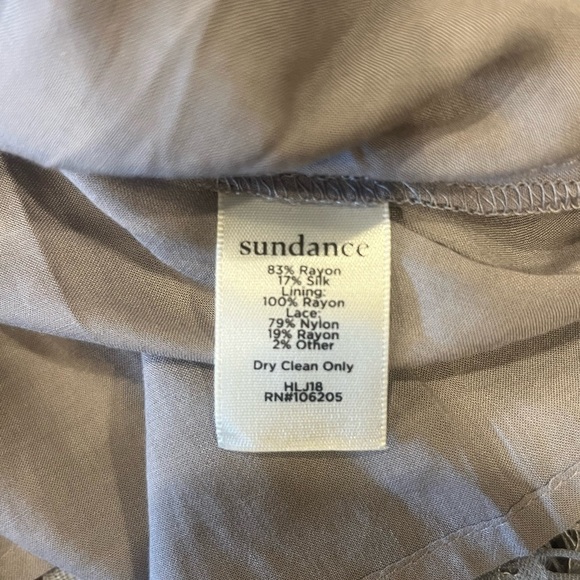 sundance
83% Rayon
17% Silk
Lining:
100% Rayon
Lace:
79% Nylon
19% Rayon
2% Other
Dry Clean Only
HLJ18
RN#106205